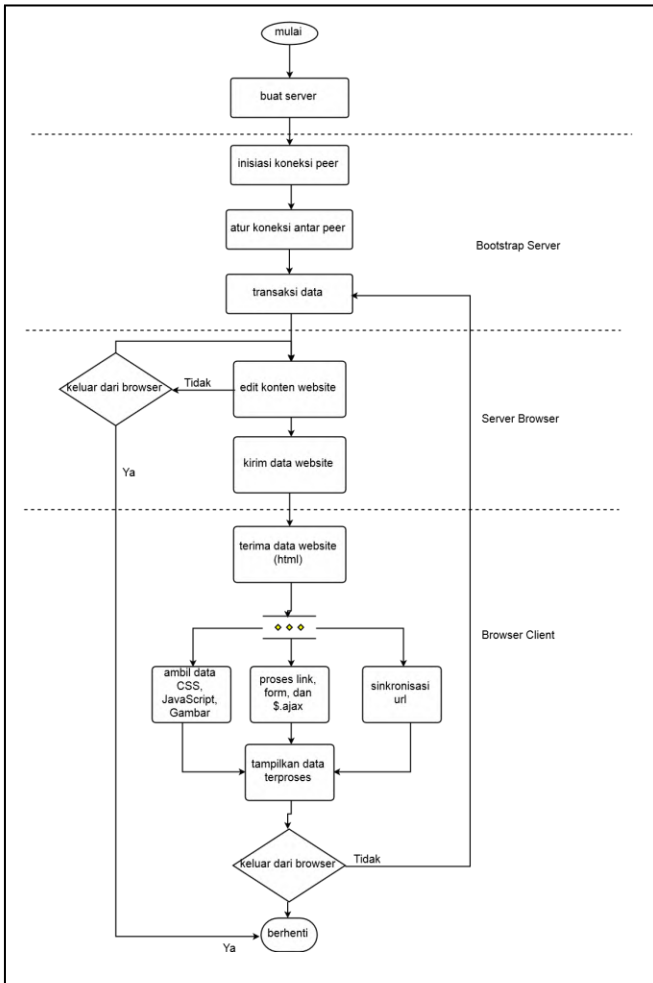 mulai
buat server
inisiasi koneksi peer
atur koneksi antar peer
Bootstrap Server
transaksi data
keluar dari browser
Tidak
edit konten website
Server Browser
kirim data website
Ya
terima data website
(html)
Browser Client
ambil data
CSS,
JavaScript,
Gambar
proses link,
form, dan
$.ajax
sinkronisasi
url
tampilkan data
terproses
keluar dari browser
Tidak
berhenti
Ya